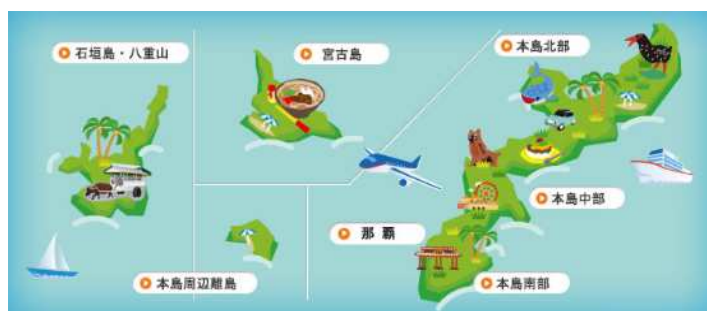 石垣島・八重山
宮古島
本島北部
本島中部
那覇
本島周辺離島
本島南部